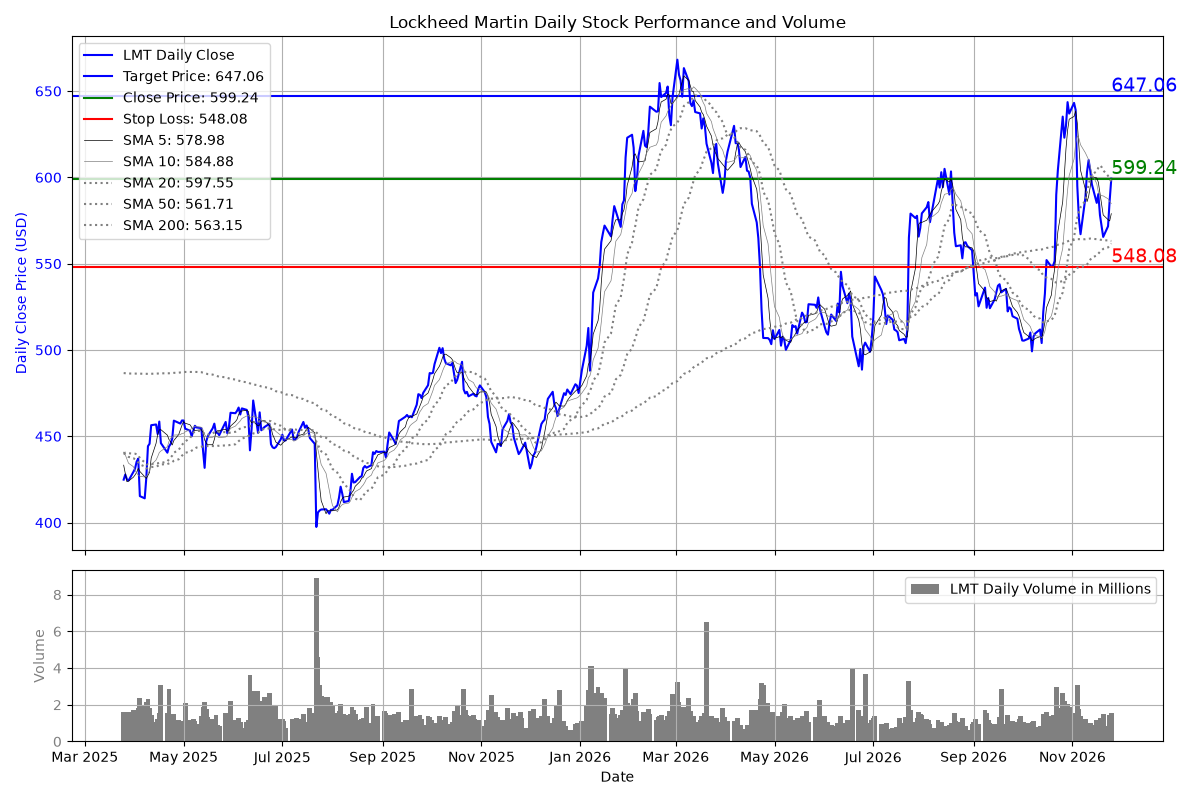 Lockheed Martin Daily Stock Performance and Volume
LMT Daily Close
Target Price: 647.06
Close Price: 599.24
Stop Loss: 548.08
SMA 5: 578.98
SMA 10: 584.88
SMA 20: 597.55
SMA 50: 561.71
SMA 200: 563.15
647.06
599.24
548.08
Daily Close Price (USD)
650
600
550
500
450
400
LMT Daily Volume in Millions
Volume
8
6
4
2
0
Mar 2025 May 2025 Jul 2025 Sep 2025 Nov 2025 Jan 2026 Mar 2026 May 2026 Jul 2026 Sep 2026 Nov 2026
Date